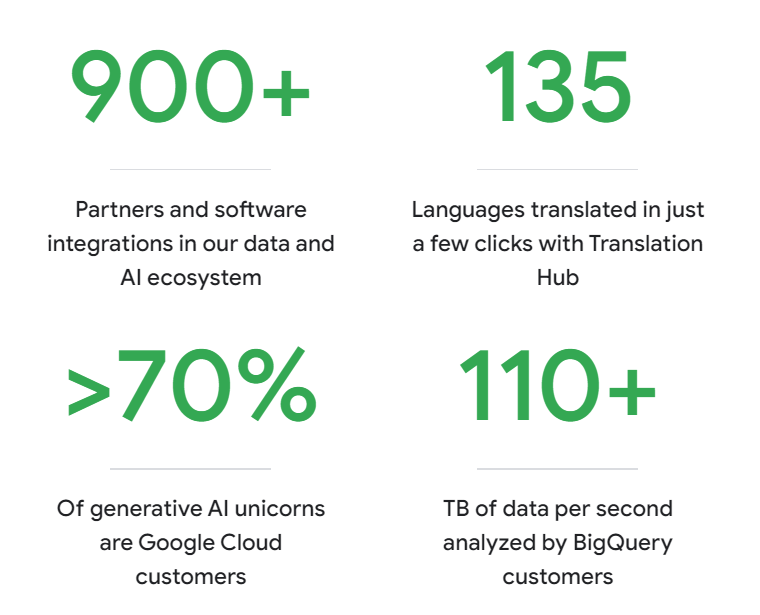 900+
Partners and software
integrations in our data and
AI ecosystem
135
Languages translated in just
a few clicks with Translation
Hub
>70%
Of generative AI unicorns
are Google Cloud
customers
110+
TB of data per second
analyzed by BigQuery
customers